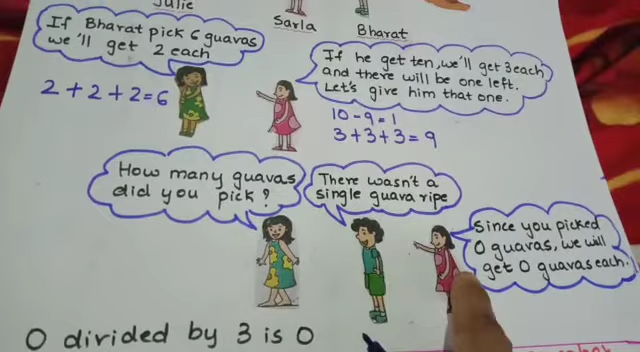 Julie
Sarla
Bharat
If Bharat pick 6 guavas
we'll get 2 each
2+2+2=6
If he get ten, we'll get 3 each
and there will be one left.
Let's give him that one.
10-9=1
3+3+3=9
How many guavas
did you pick?
There wasn't a
single guava ripe
Since you picked
0 guavas, we will
get 0 guavas each.
0 divided by 3 is 0